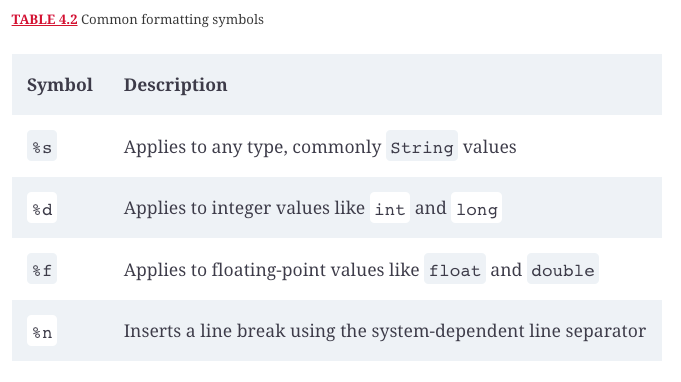 TABLE 4.2 Common formatting symbols
Symbol Description
%s Applies to any type, commonly String values
%d Applies to integer values like int and long
%f Applies to floating-point values like float and double
%n Inserts a line break using the system-dependent line separator